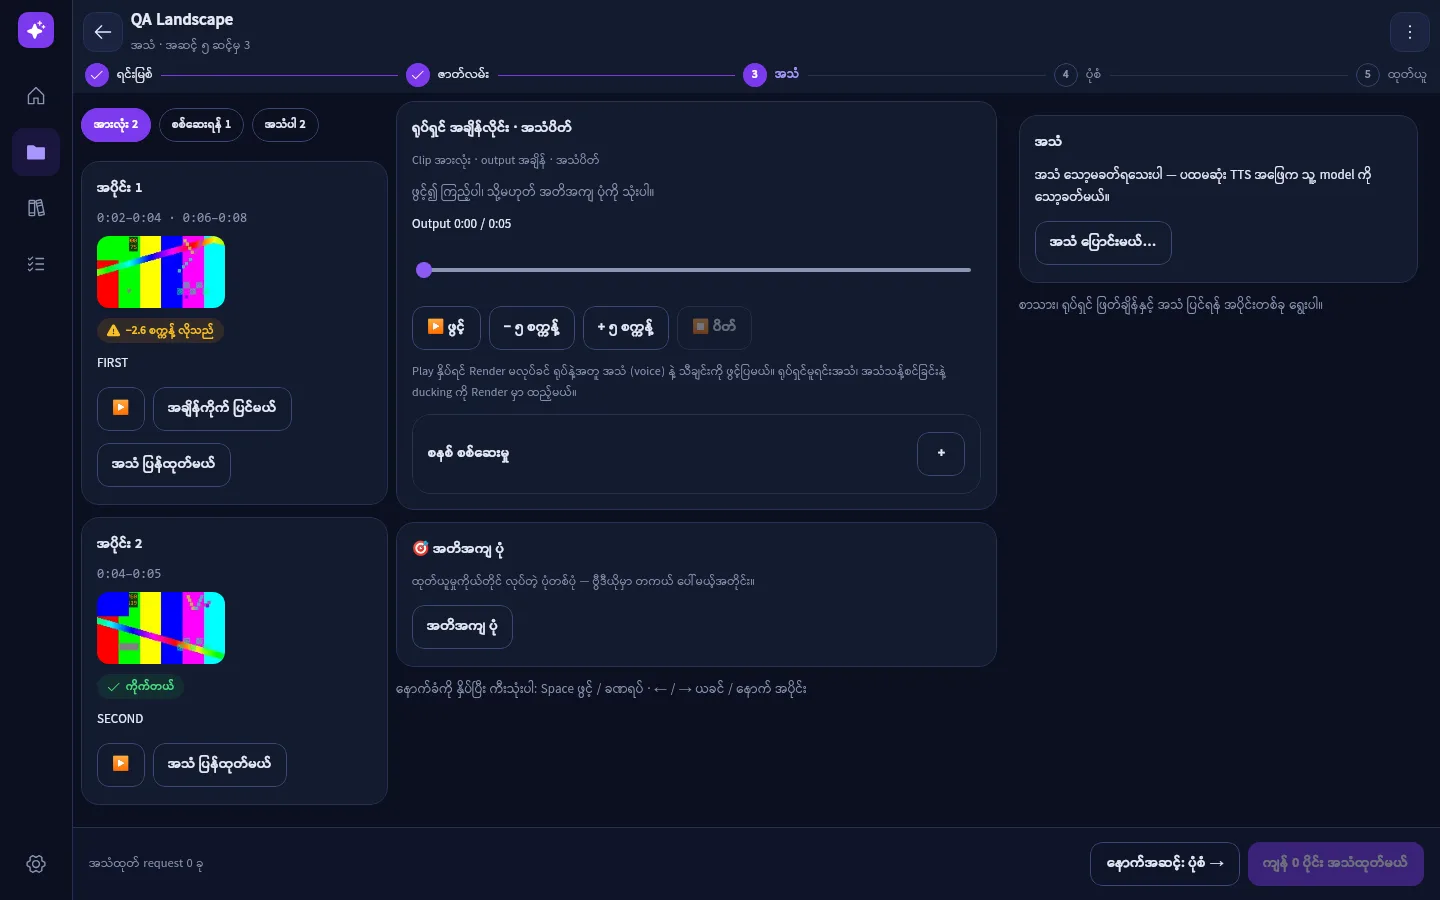 QA Landscape
အသံ · အဆင့် ၅ ဆင့်မှ 3
ရင်းမြစ်
ဇာတ်လမ်း
3 အသံ
4 ပုံစံ
5 ထုတ်ယူ
အားလုံး 2
စစ်ဆေးရန် 1
အသံပါ 2
အပိုင်း 1
0:02–0:04 · 0:06–0:08
−2.6 စက္ကန့် လိုသည်
FIRST
အချိန်ကိုက် ပြင်မယ်
အသံ ပြန်ထုတ်မယ်
အပိုင်း 2
0:04–0:05
ကိုက်တယ်
SECOND
အသံ ပြန်ထုတ်မယ်
ရုပ်ရှင် အချိန်လိုင်း · အသံပိတ်
Clip အားလုံး · output အချိန် · အသံပိတ်
ဖွင့်၍ ကြည့်ပါ၊ သို့မဟုတ် အတိအကျ ပုံကို သုံးပါ။
Output 0:00 / 0:05
ဖွင့်
− ၅ စက္ကန့်
+ ၅ စက္ကန့်
ပိတ်
Play နှိပ်ရင် Render မလုပ်ခင် ရုပ်နဲ့အတူ အသံ (voice) နဲ့ သီချင်းကို ဖွင့်ပြမယ်။ ရုပ်ရှင်မူရင်းအသံ၊ အသံသန့်စင်ခြင်းနဲ့
ducking ကို Render မှာ ထည့်မယ်။
စနစ် စစ်ဆေးမှု
+
အတိအကျ ပုံ
ထုတ်ယူမှုကိုယ်တိုင် လုပ်တဲ့ ပုံတစ်ပုံ — ဗွီဒီယိုမှာ တကယ် ပေါ်မယ့်အတိုင်း။
အတိအကျ ပုံ
နောက်ခံကို နှိပ်ပြီး ကီးသုံးပါ: Space ဖွင့် / ခဏရပ် · ← / → ယခင် / နောက် အပိုင်း
အသံ
အသံ သော့မခတ်ရသေးပါ — ပထမဆုံး TTS အဖြေက သူ့ model ကို
သော့ခတ်မယ်။
အသံ ပြောင်းမယ်…
စာသား၊ ရုပ်ရှင် ဖြတ်ချိန်နှင့် အသံ ပြင်ရန် အပိုင်းတစ်ခု ရွေးပါ။
အသံထုတ် request 0 ခု
နောက်အဆင့်: ပုံစံ →
ကျန် 0 ပိုင်း အသံထုတ်မယ်